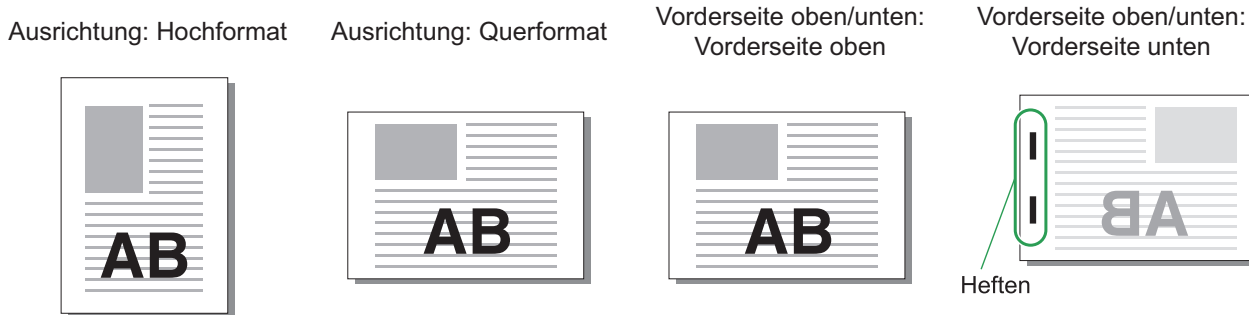 Ausrichtung: Hochformat
Ausrichtung: Querformat
Vorderseite oben/unten:
Vorderseite oben
Vorderseite oben/unten:
Vorderseite unten
AB
AB
AB
AB
Heften